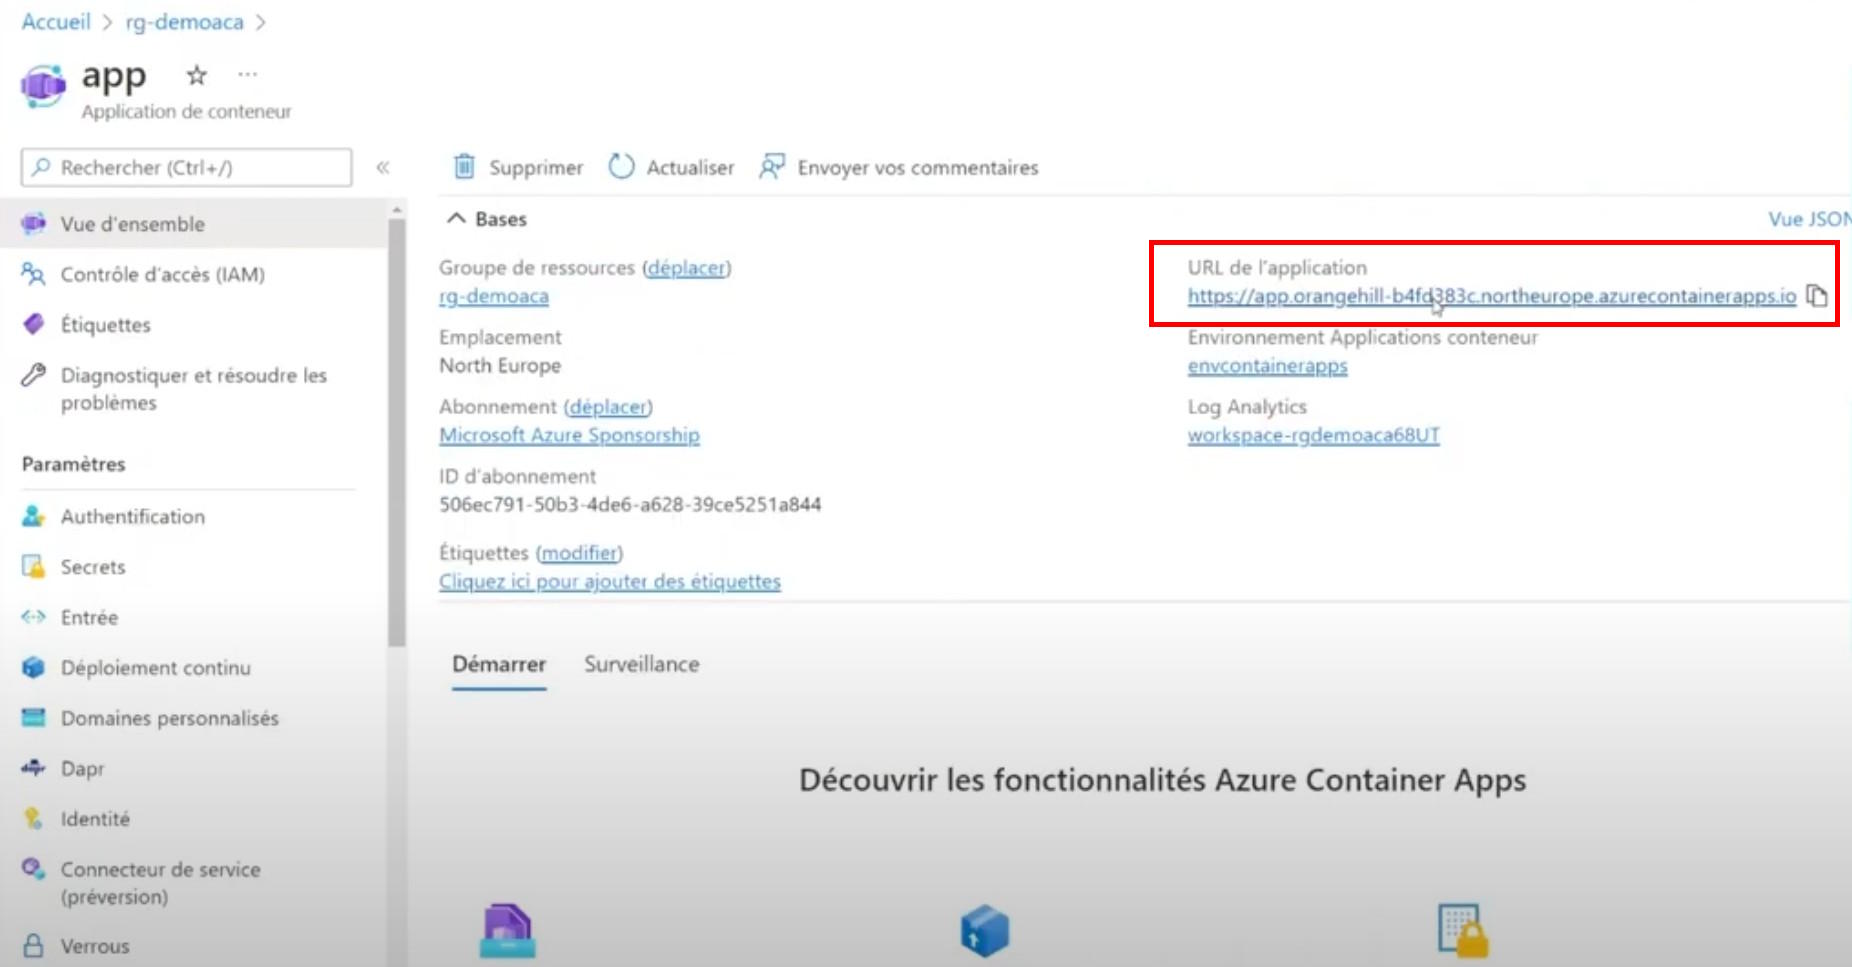 Accueil > rg-demoaca >
app ☆ ...
Application de conteneur
Rechercher (Ctrl+/) «
Vue d'ensemble
Contrôle d'accès (IAM)
Étiquettes
Diagnostiquer et résoudre les
problèmes
Paramètres
Authentification
Secrets
Entrée
Déploiement continu
Domaines personnalisés
Dapr
Identité
Connecteur de service
(préversion)
Verrous
Supprimer Actualiser Envoyer vos commentaires
Bases
Vue JSON
Groupe de ressources (déplacer)
rg-demoaca
Emplacement
North Europe
Abonnement (déplacer)
Microsoft Azure Sponsorship
ID d'abonnement
506ec791-50b3-4de6-a628-39ce5251a844
Étiquettes (modifier)
Cliquez ici pour ajouter des étiquettes
URL de l'application
https://app.orangehill-b4fd383c.northeurope.azurecontainerapps.io
Environnement Applications conteneur
envcontainerapps
Log Analytics
workspace-rgdemoaca68UT
Démarrer Surveillance
Découvrir les fonctionnalités Azure Container Apps